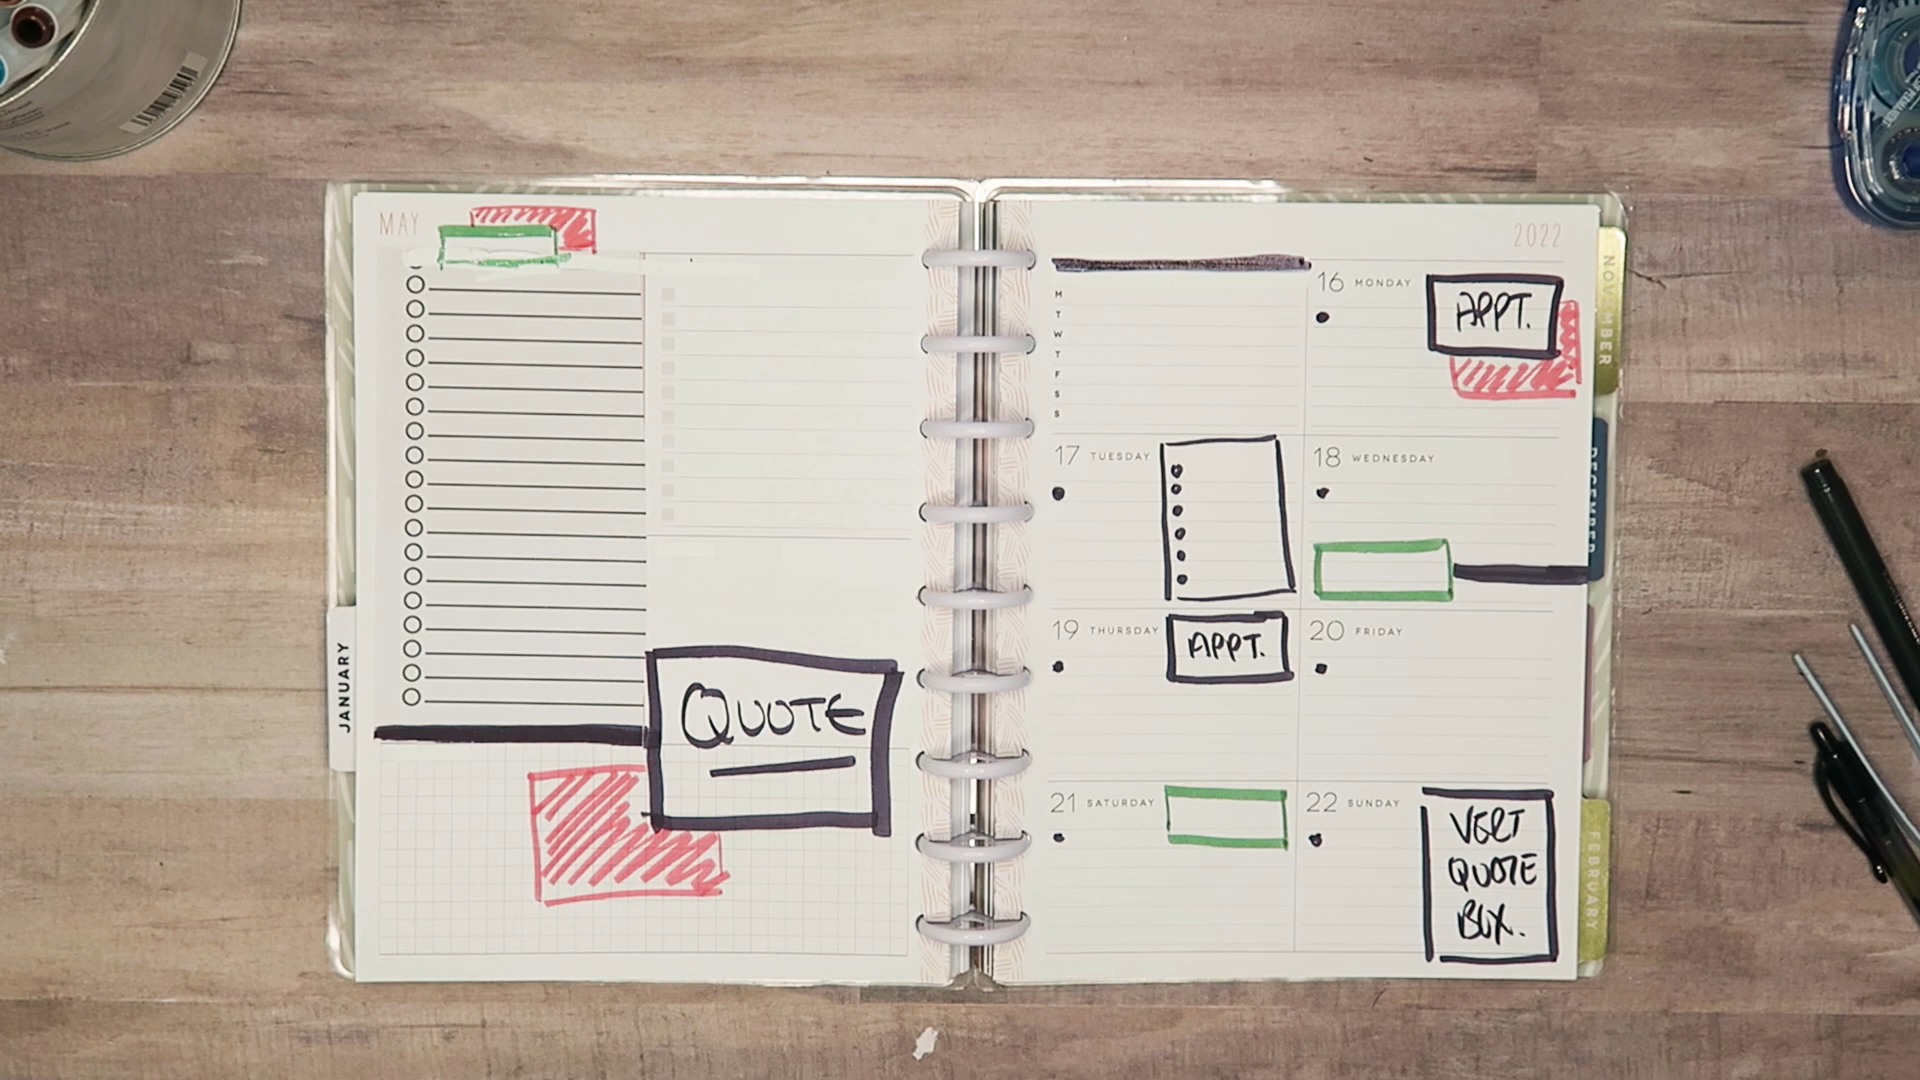 MAY
QUOTE
JANUARY
2022
M
T
W
T
F
S
S
16 MONDAY
APPT.
17 TUESDAY
18 WEDNESDAY
19 THURSDAY
APPT.
20 FRIDAY
21 SATURDAY
22 SUNDAY
VERT
QUOTE
BOX.
NOVEMBER
DECEMBER
FEBRUARY